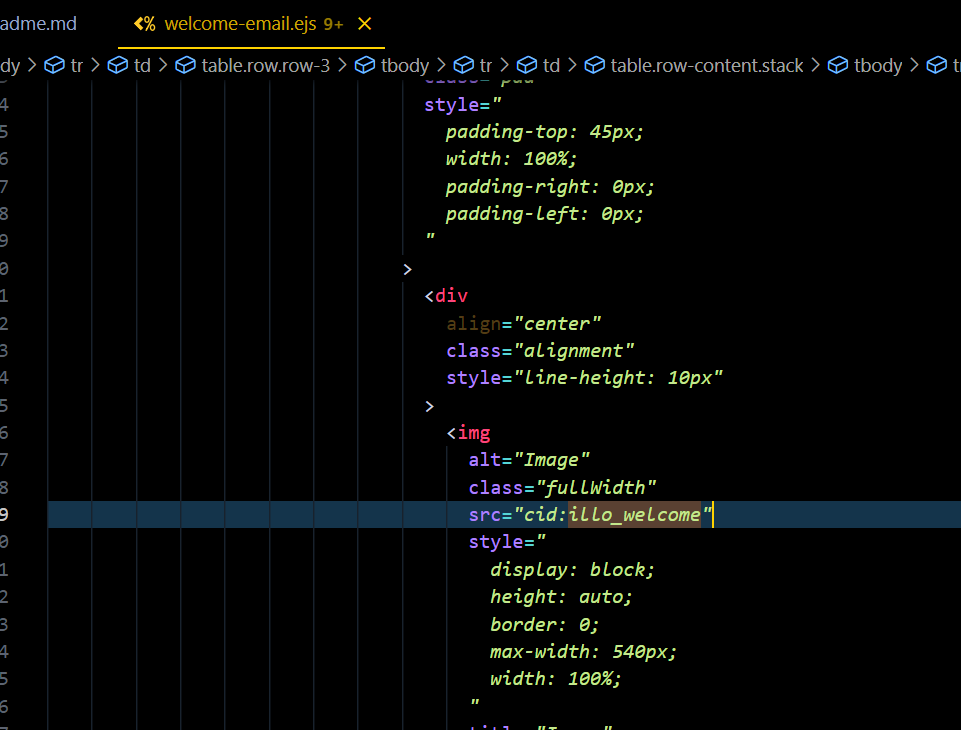 adme.md welcome-email.ejs 9+
dy > tr > td > table.row.row-3 > tbody > tr > td > table.row-content.stack > tbody > t
4 style="
5 padding-top: 45px;
6 width: 100%;
7 padding-right: 0px;
8 padding-left: 0px;
9 "
0 >
1 <div
2 align="center"
3 class="alignment"
4 style="line-height: 10px"
5 >
6 <img
7 alt="Image"
8 class="fullWidth"
9 src="cid:illo_welcome"
0 style="
1 display: block;
2 height: auto;
3 border: 0;
4 max-width: 540px;
5 width: 100%;
6 "